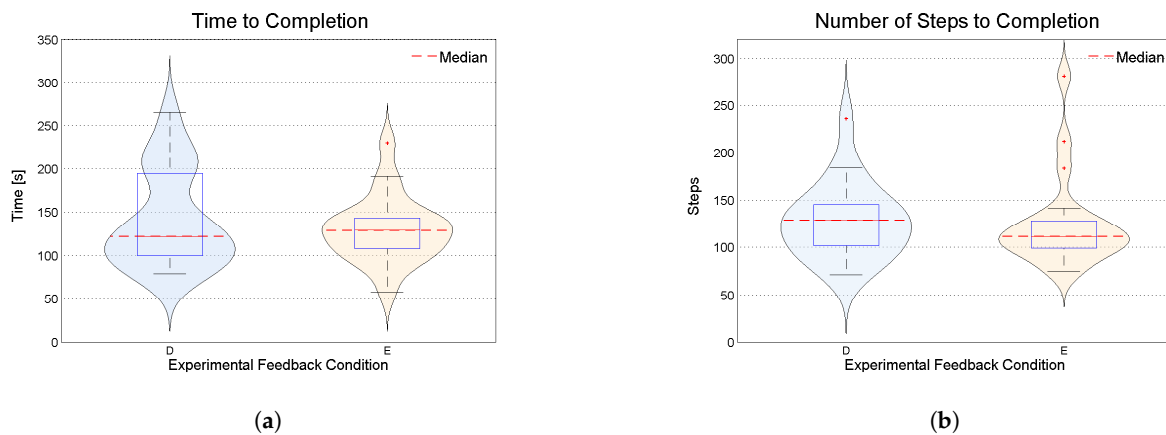 Time to Completion
350
300
250
200
150
100
50
0
Time [s]
Median
D
E
Experimental Feedback Condition
(a)
Number of Steps to Completion
300
250
200
150
100
50
0
Steps
Median
D
E
Experimental Feedback Condition
(b)